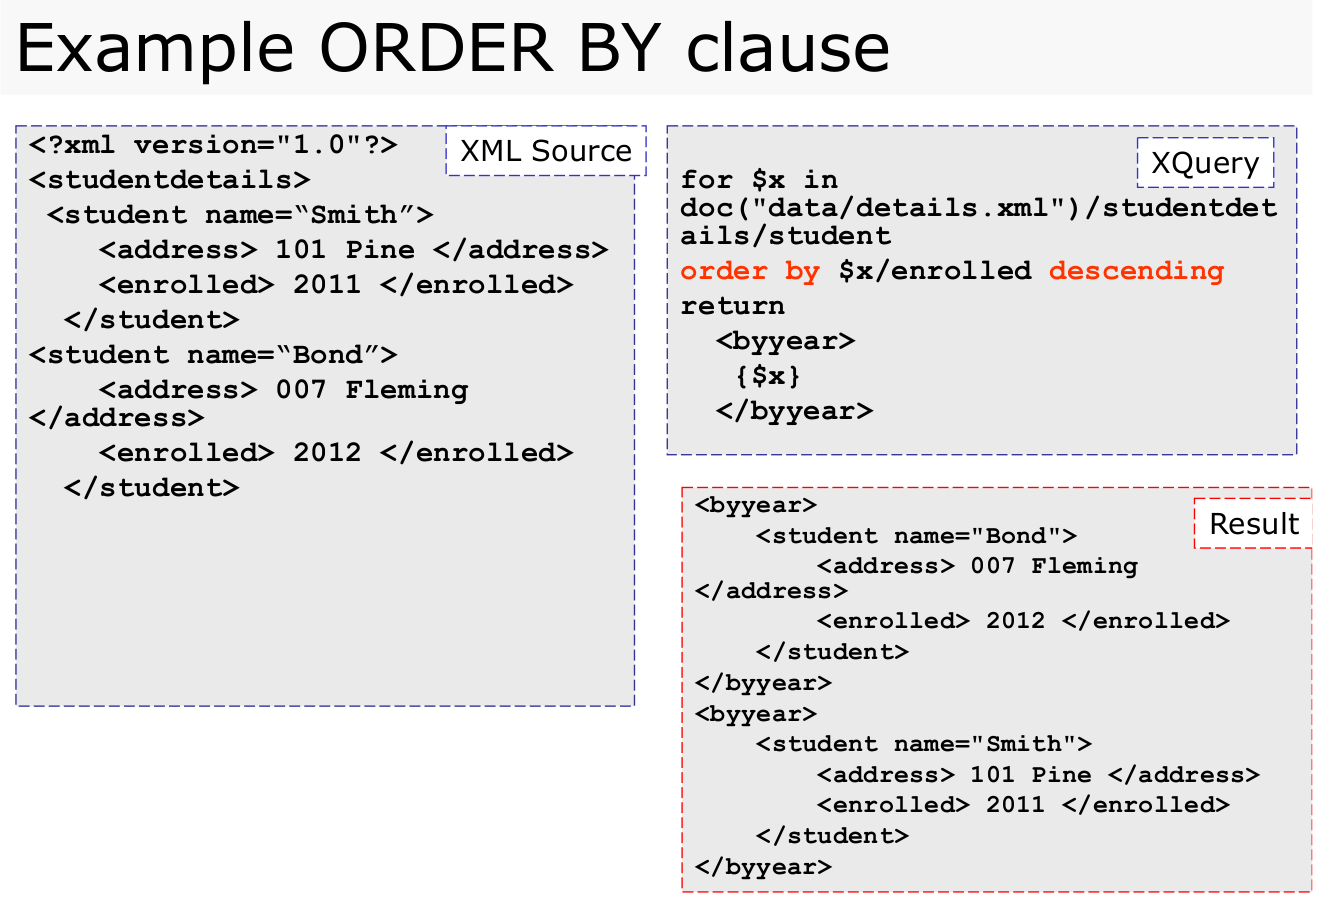 Example ORDER BY clause
XML Source
<?xml version="1.0"?>
<studentdetails>
 <student name=“Smith”>
    <address> 101 Pine </address>
    <enrolled> 2011 </enrolled>
  </student>
<student name=“Bond”>
    <address> 007 Fleming
</address>
    <enrolled> 2012 </enrolled>
  </student>
XQuery
for $x in
doc("data/details.xml")/studentdet
ails/student
order by $x/enrolled descending
return
  <byyear>
   {$x}
  </byyear>
Result
<byyear>
    <student name="Bond">
        <address> 007 Fleming
</address>
        <enrolled> 2012 </enrolled>
    </student>
</byyear>
<byyear>
    <student name="Smith">
        <address> 101 Pine </address>
        <enrolled> 2011 </enrolled>
    </student>
</byyear>